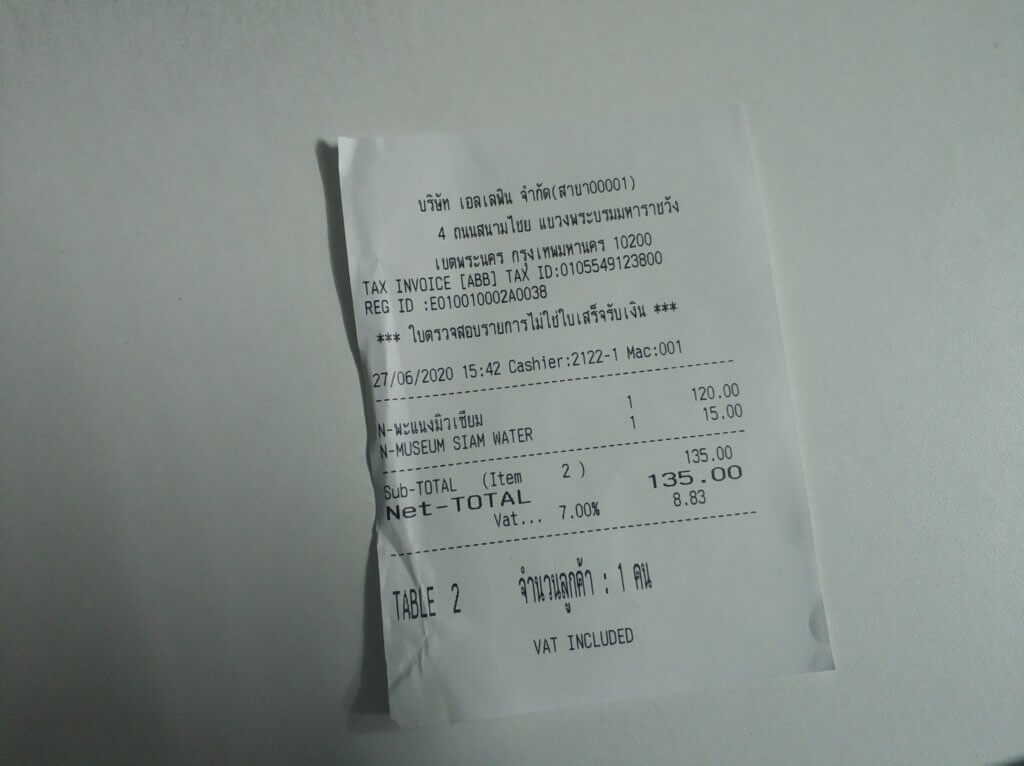 บริษัท เอลเลฟิน จำกัด(สาขา00001)
4 ถนนสนามไชย แขวงพระบรมมหาราชวัง
เขตพระนคร กรุงเทพมหานคร 10200
TAX INVOICE [ABB] TAX ID:0105549123800
REG ID :E010010002A0038
*** ใบตรวจสอบรายการไม่ใช่ใบเสร็จรับเงิน ***
27/06/2020 15:42 Cashier:2122-1 Mac:001
N-พะแนงมิวเซียม 1 120.00
N-MUSEUM SIAM WATER 1 15.00
Sub-TOTAL (Item 2 ) 135.00
Net-TOTAL 135.00
Vat... 7.00% 8.83
TABLE 2 จำนวนลูกค้า : 1 คน
VAT INCLUDED